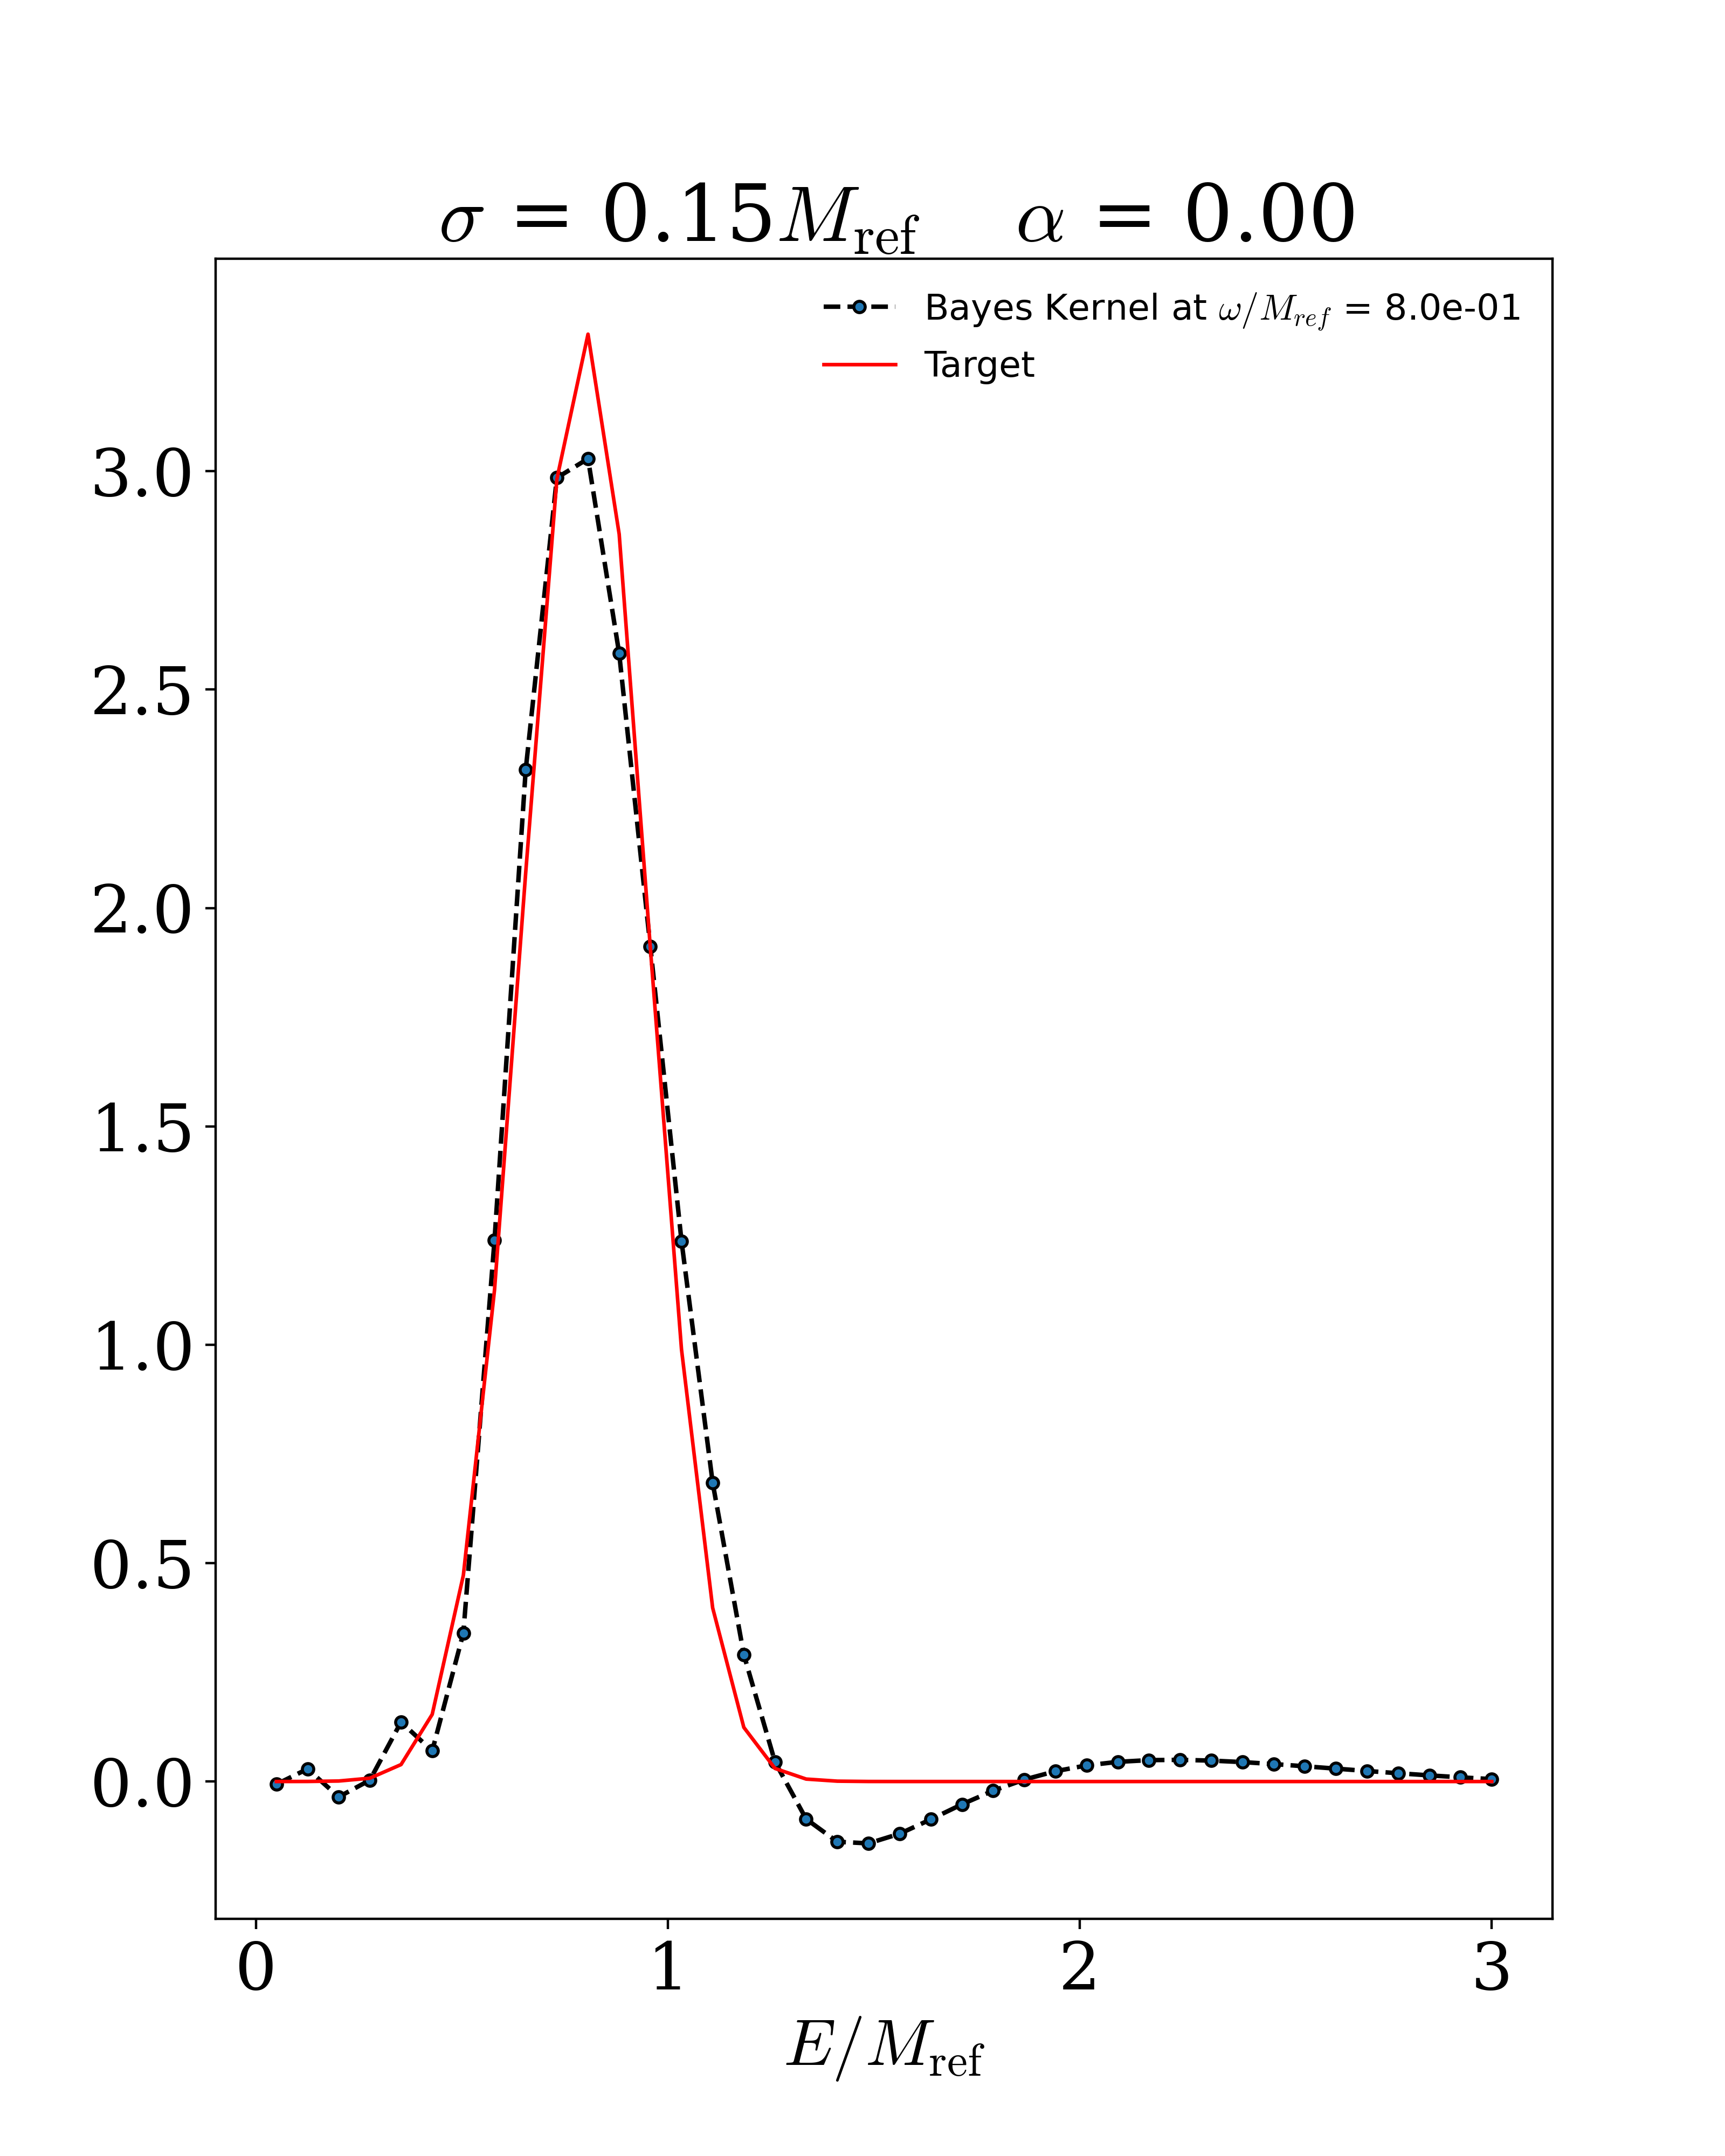 σ = 0.15M_ref α = 0.00
Bayes Kernel at ω/M_ref = 8.0e-01
Target
3.0
2.5
2.0
1.5
1.0
0.5
0.0
0 1 2 3
E/M_ref